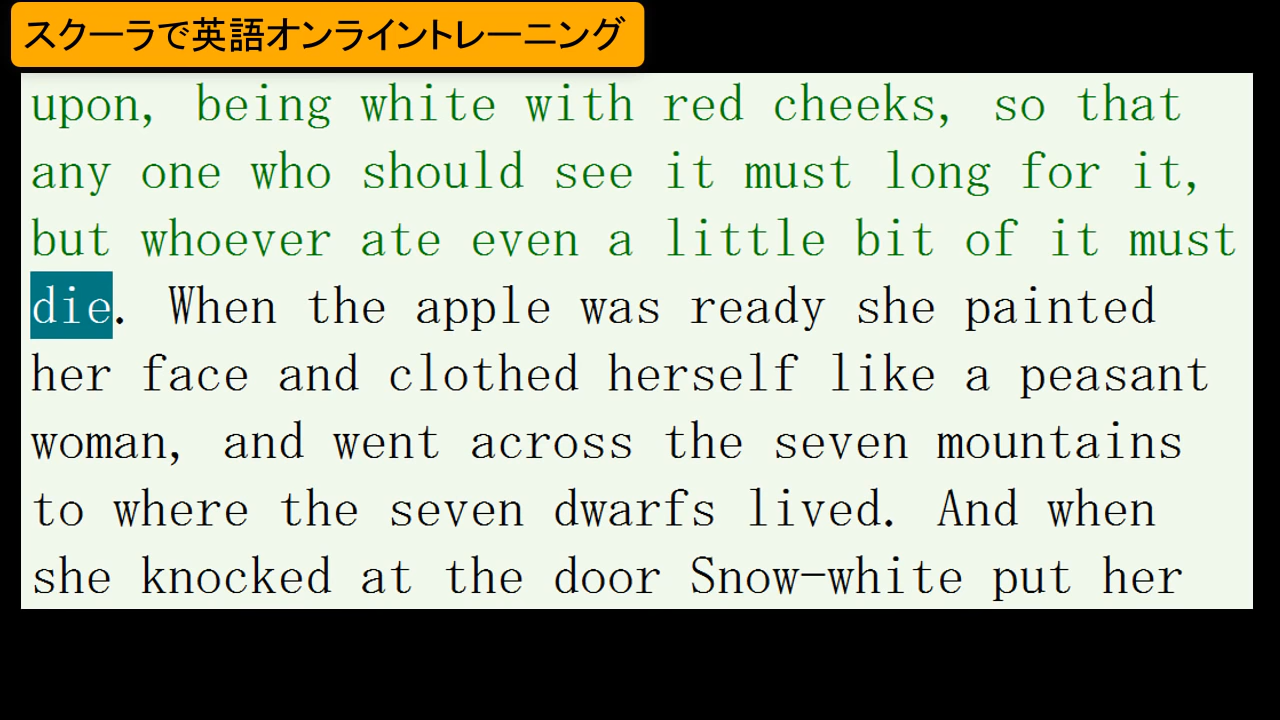 スクーラで英語オンライントレーニング
upon, being white with red cheeks, so that
any one who should see it must long for it,
but whoever ate even a little bit of it must
die. When the apple was ready she painted
her face and clothed herself like a peasant
woman, and went across the seven mountains
to where the seven dwarfs lived. And when
she knocked at the door Snow-white put her